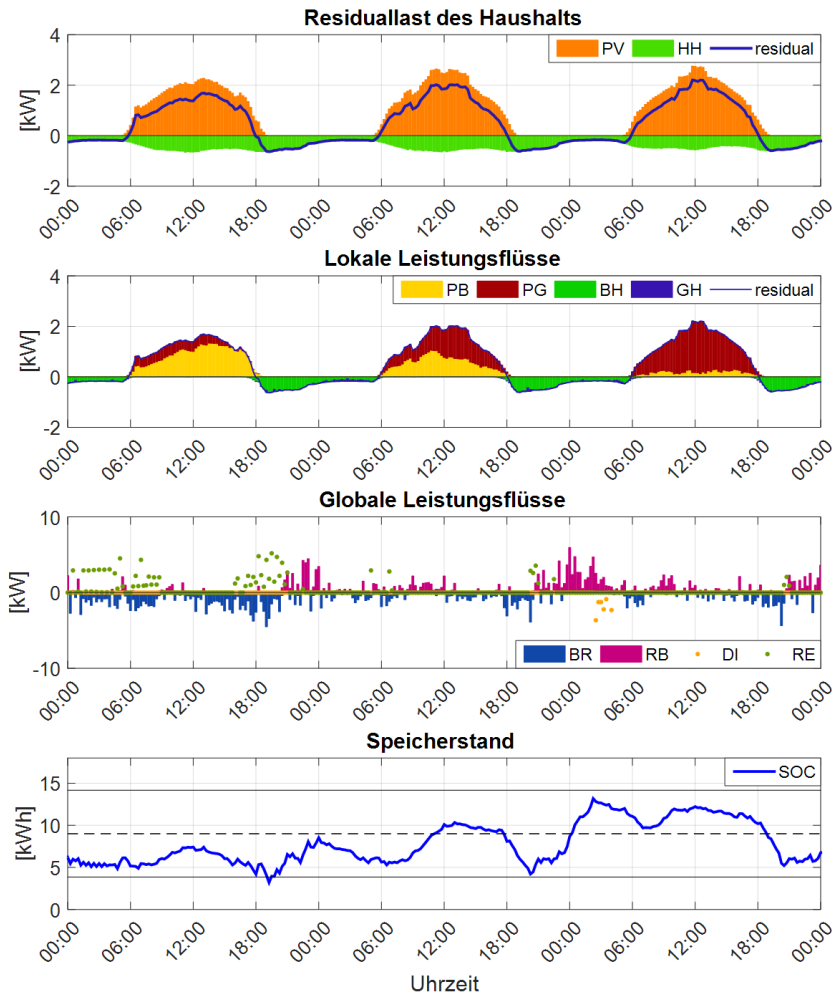 Residuallast des Haushalts
4
2
0
-2
[kW]
PV HH residual
00:00 06:00 12:00 18:00 00:00 06:00 12:00 18:00 00:00 06:00 12:00 18:00 00:00
Lokale Leistungsflüsse
4
2
0
-2
[kW]
PB PG BH GH residual
00:00 06:00 12:00 18:00 00:00 06:00 12:00 18:00 00:00 06:00 12:00 18:00 00:00
Globale Leistungsflüsse
10
0
-10
[kW]
BR RB DI RE
00:00 06:00 12:00 18:00 00:00 06:00 12:00 18:00 00:00 06:00 12:00 18:00 00:00
Speicherstand
15
10
5
0
[kWh]
SOC
00:00 06:00 12:00 18:00 00:00 06:00 12:00 18:00 00:00 06:00 12:00 18:00 00:00
Uhrzeit